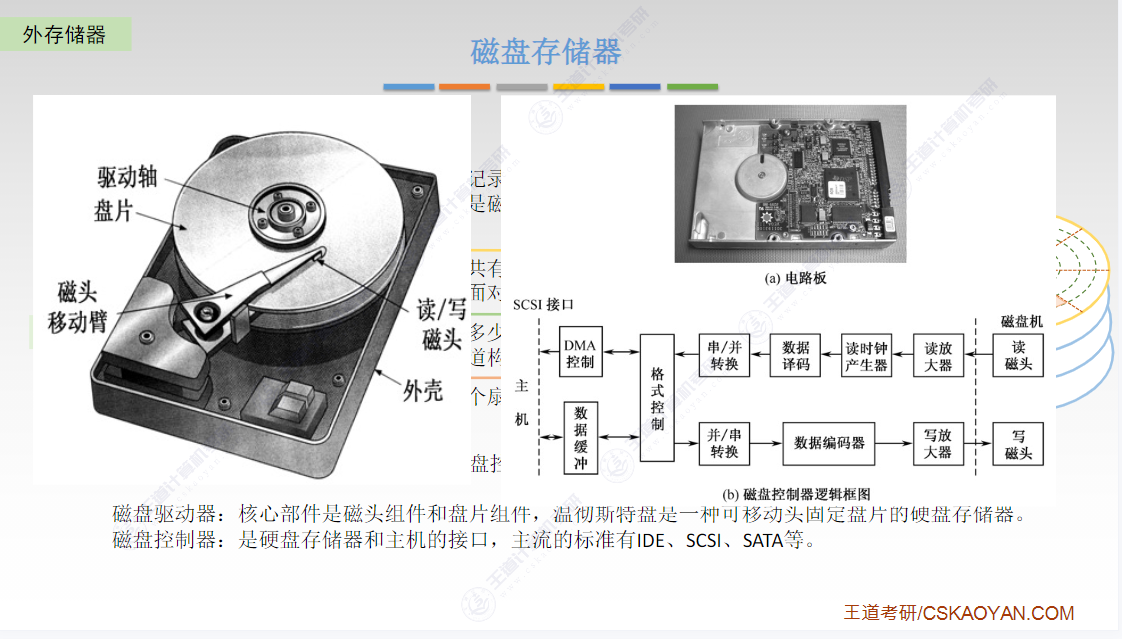 外存储器
磁盘存储器
驱动轴
盘片
磁头
移动臂
读/写
磁头
外壳
记录
是磁
共有
面对
多少
道构
个扇
盘控
(a) 电路板
SCSI 接口
磁盘机
主
机
DMA
控制
数
据
缓
冲
格
式
控
制
串/并
转换
数据
译码
读时钟
产生器
读放
大器
读
磁头
并/串
转换
数据编码器
写放
大器
写
磁头
(b) 磁盘控制器逻辑框图
磁盘驱动器：核心部件是磁头组件和盘片组件，温彻斯特盘是一种可移动头固定盘片的硬盘存储器。
磁盘控制器：是硬盘存储器和主机的接口，主流的标准有IDE、SCSI、SATA等。
王道考研/CSKAOYAN.COM